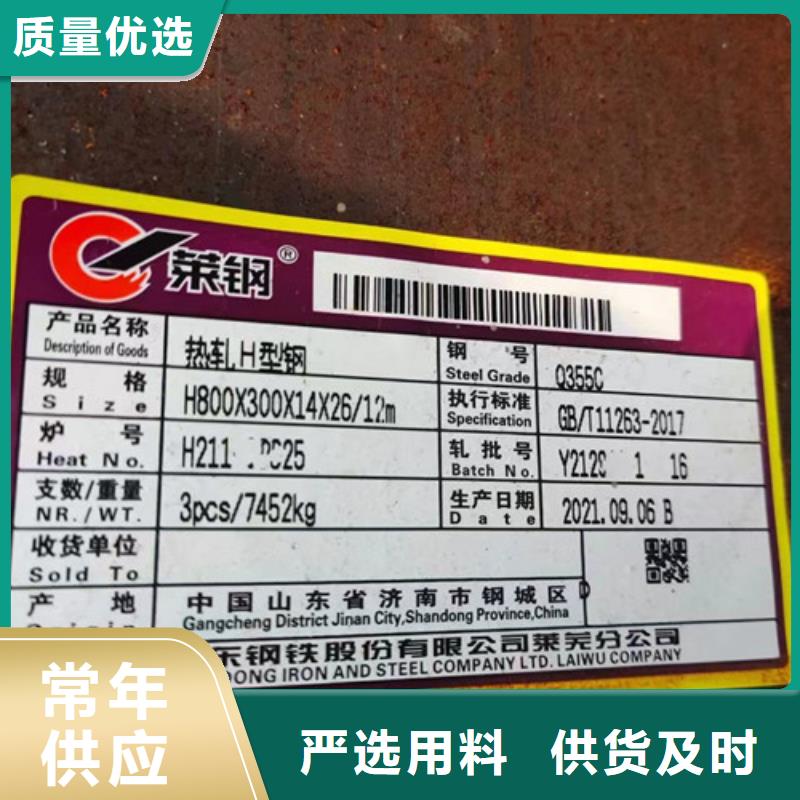 质量优选
莱钢®
产品名称 热轧H型钢 钢号 Q355C
Description of Goods Steel Grade
规格 H800X300X14X26/12m 执行标准 GB/T11263-2017
Size Specification
炉号 H211 25 轧批号 Y212 1 16
Heat No. Batch No.
支数/重量 3pcs/7452kg 生产日期 2021.09.06 B
NR./WT. Date
收货单位
Sold To
产地 中国山东省济南市钢城区
Gangcheng District Jinan City,Shandong Province,China
东钢铁股份有限公司莱芜分公司
DONG IRON AND STEEL COMPANY LTD. LAIWU COMPANY
常年
供应
严选用料 供货及时